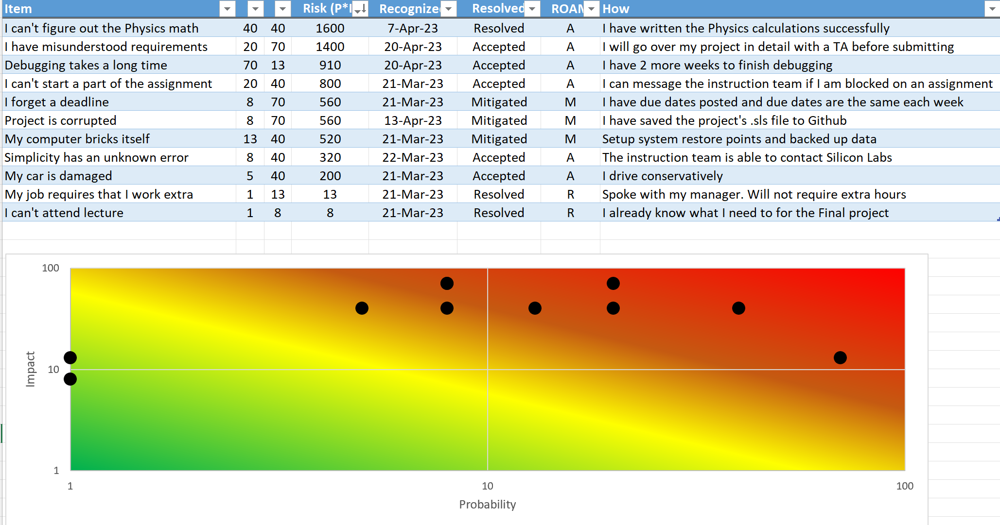 Item Risk (P*I Recognize Resolved ROAM How
I can't figure out the Physics math 40 40 1600 7-Apr-23 Resolved A I have written the Physics calculations successfully
I have misunderstood requirements 20 70 1400 20-Apr-23 Accepted A I will go over my project in detail with a TA before submitting
Debugging takes a long time 70 13 910 20-Apr-23 Accepted A I have 2 more weeks to finish debugging
I can't start a part of the assignment 20 40 800 21-Mar-23 Accepted A I can message the instruction team if I am blocked on an assignment
I forget a deadline 8 70 560 21-Mar-23 Mitigated M I have due dates posted and due dates are the same each week
Project is corrupted 8 70 560 13-Apr-23 Mitigated M I have saved the project's .sls file to Github
My computer bricks itself 13 40 520 21-Mar-23 Mitigated M Setup system restore points and backed up data
Simplicity has an unknown error 8 40 320 22-Mar-23 Accepted A The instruction team is able to contact Silicon Labs
My car is damaged 5 40 200 21-Mar-23 Accepted A I drive conservatively
My job requires that I work extra 1 13 13 21-Mar-23 Resolved R Spoke with my manager. Will not require extra hours
I can't attend lecture 1 8 8 21-Mar-23 Resolved R I already know what I need to for the Final project
100
10
1
Impact
1 10 100
Probability